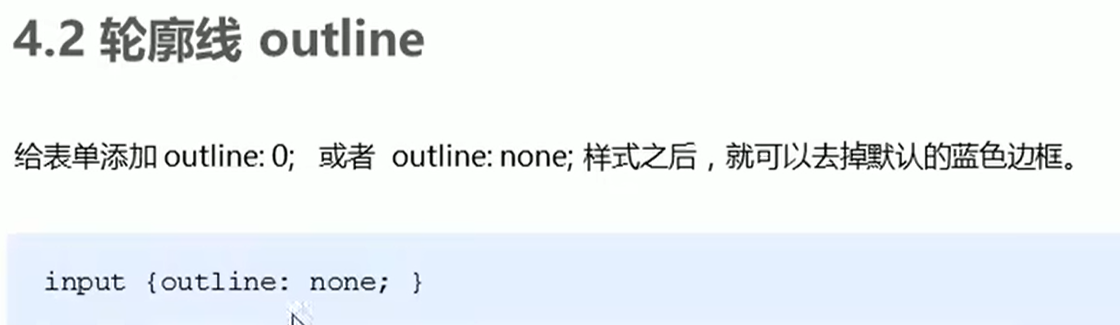 4.2 轮廓线 outline
给表单添加 outline: 0; 或者 outline: none; 样式之后，就可以去掉默认的蓝色边框。
input {outline: none; }